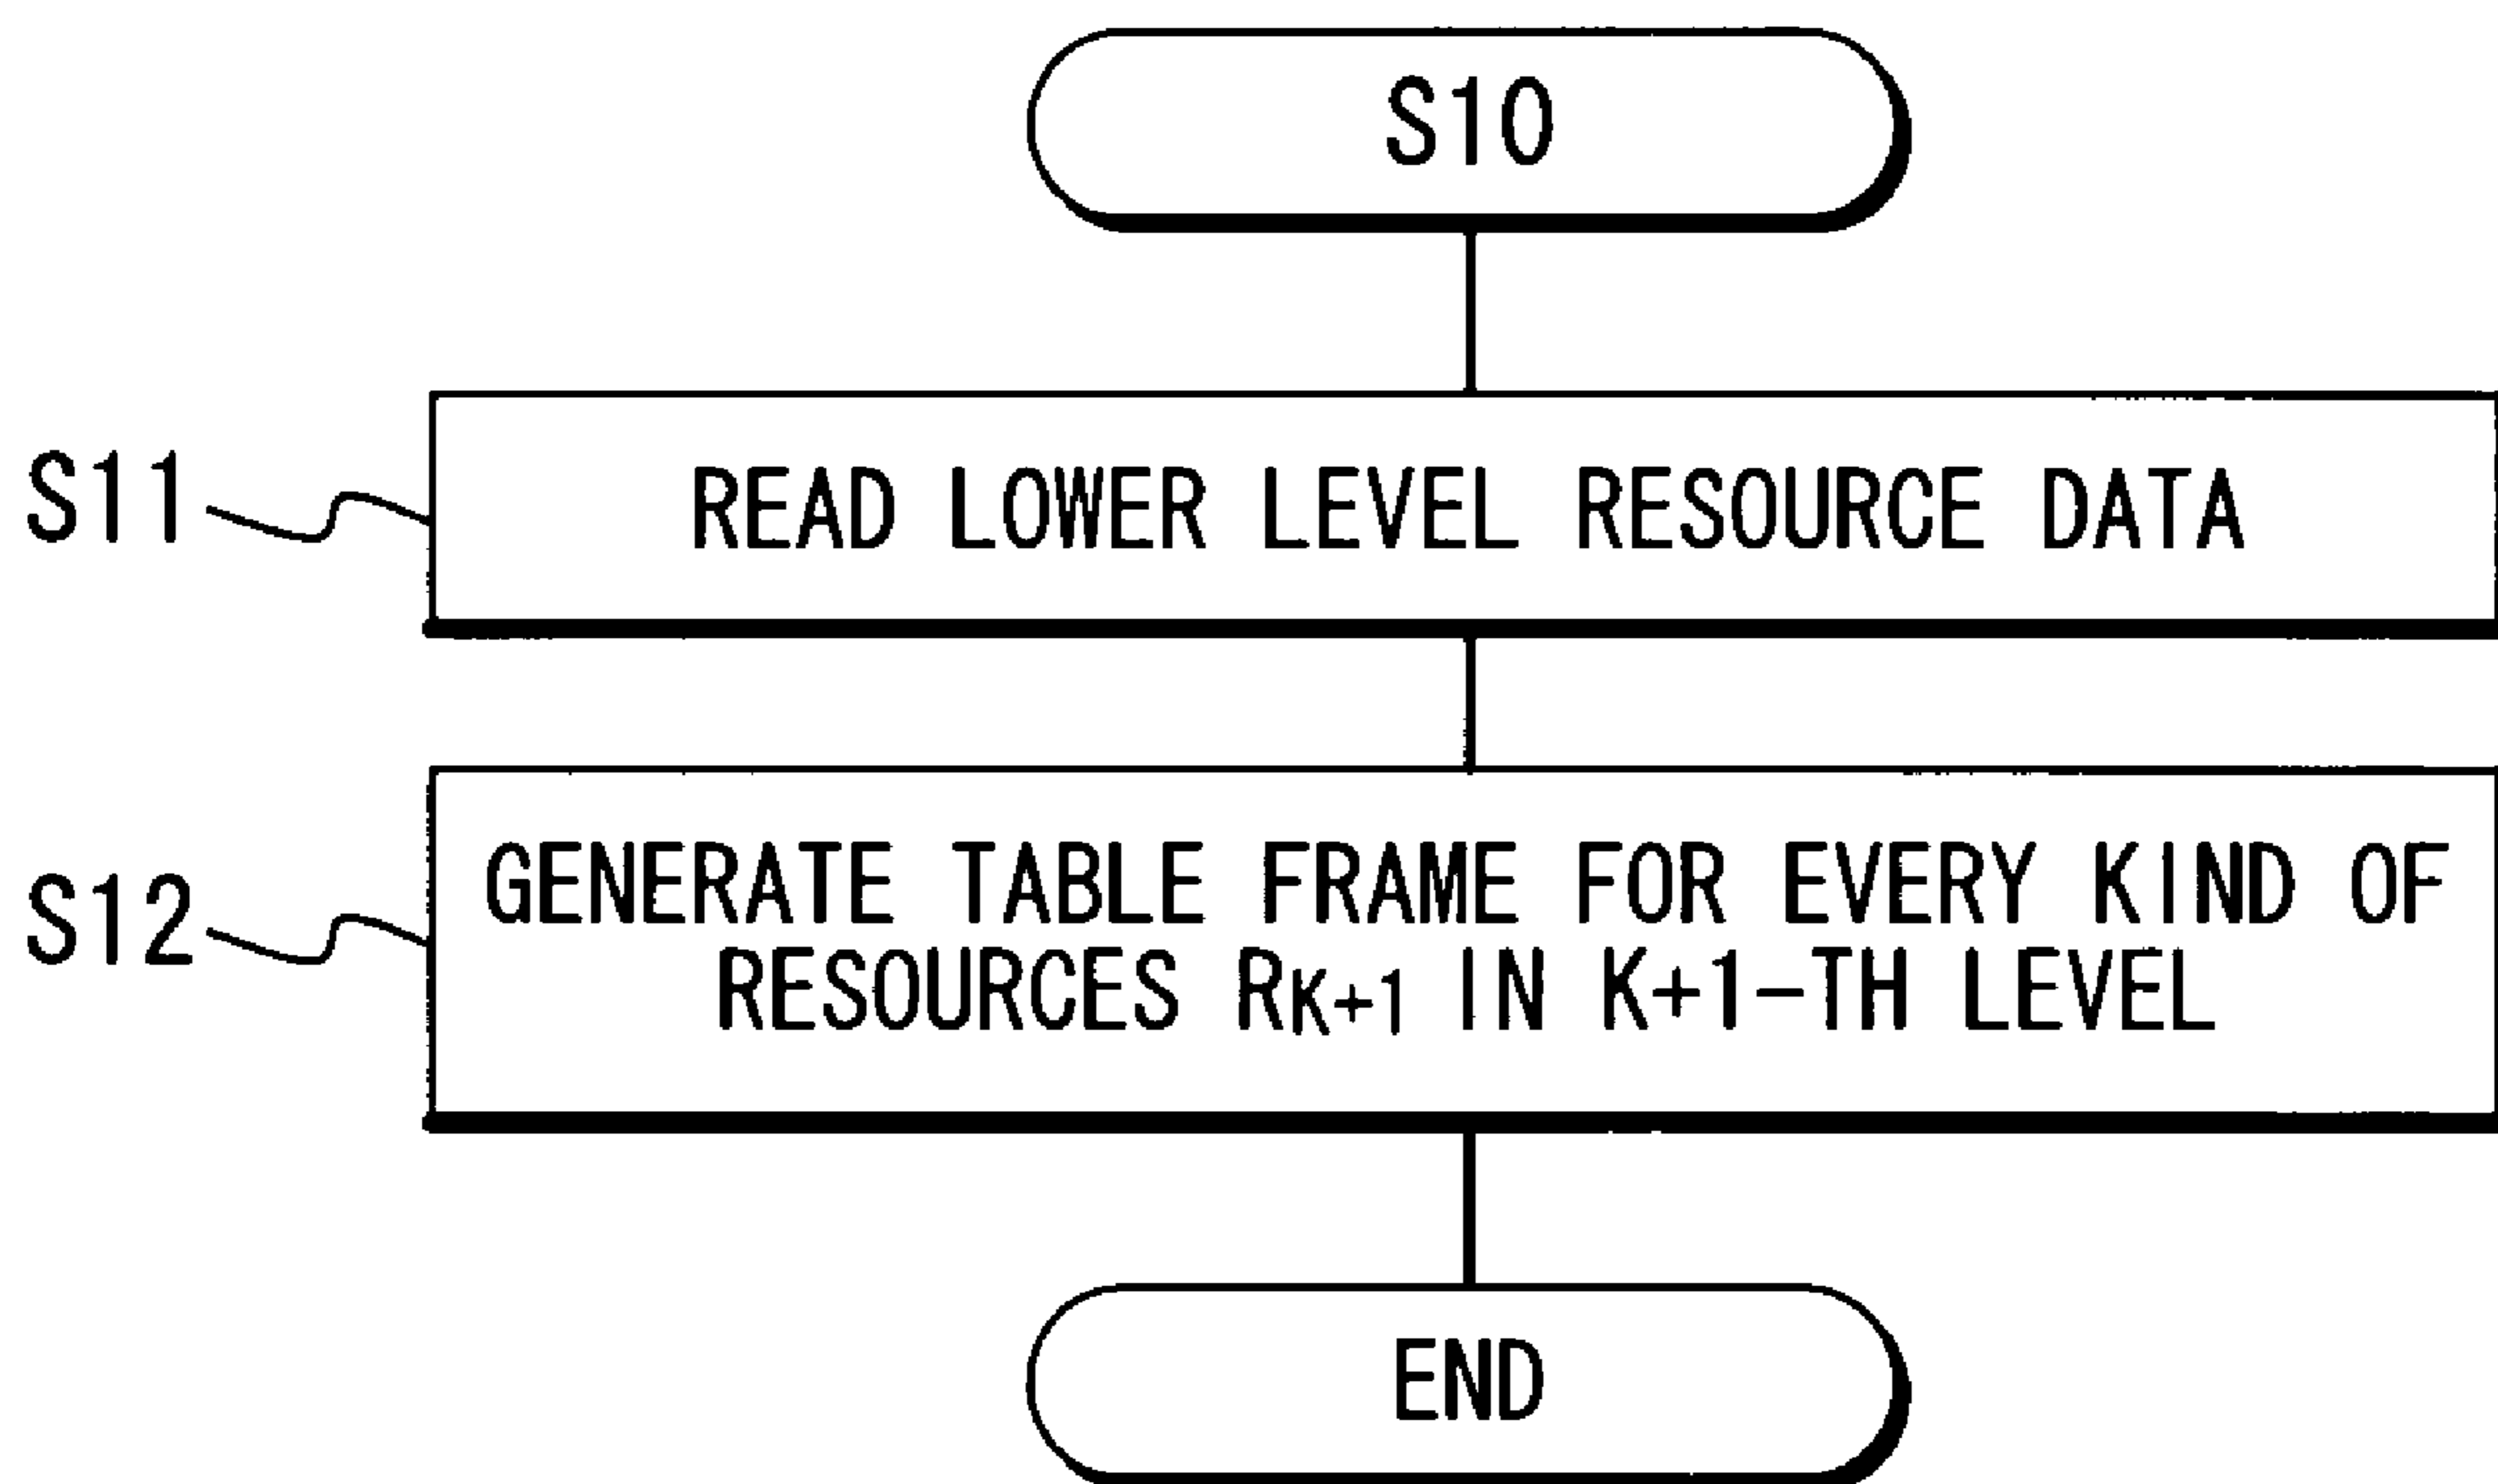 S10
S11
READ LOWER LEVEL RESOURCE DATA
S12
GENERATE TABLE FRAME FOR EVERY KIND OF
RESOURCES RK+1 IN K+1-TH LEVEL
END